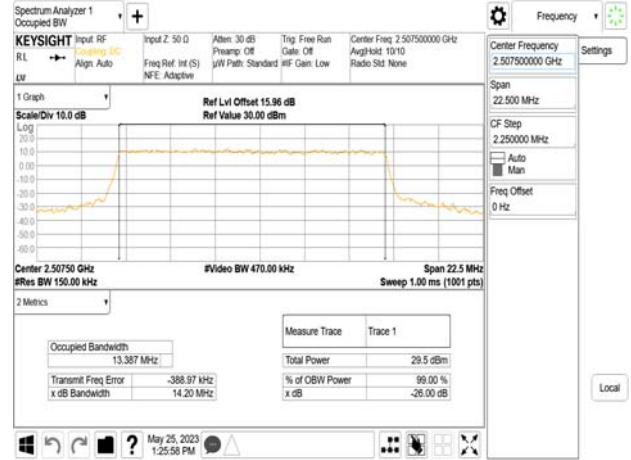 Spectrum Analyzer 1
Occupied BW
Frequency
KEYSIGHT
RL
LV
Input: RF
Coupling: DC
Align: Auto
Input Z: 50 Ω
Freq Ref: Int (S)
NFE: Adaptive
Atten: 30 dB
Preamp: Off
µW Path: Standard
Trig: Free Run
Gate: Off
#IF Gain: Low
Center Freq: 2.507500000 GHz
Avg|Hold: 10/10
Radio Std: None
Center Frequency
2.507500000 GHz
Settings
Span
22.500 MHz
CF Step
2.250000 MHz
Auto
Man
Freq Offset
0 Hz
Local
1 Graph
Scale/Div 10.0 dB
Ref Lvl Offset 15.96 dB
Ref Value 30.00 dBm
Log
20.0
10.0
0.00
-10.0
-20.0
-30.0
-40.0
-50.0
-60.0
Center 2.50750 GHz
#Video BW 470.00 kHz
Span 22.5 MHz
#Res BW 150.00 kHz
Sweep 1.00 ms (1001 pts)
2 Metrics
Measure Trace Trace 1
Occupied Bandwidth
13.387 MHz
Total Power 29.5 dBm
Transmit Freq Error -388.97 kHz
% of OBW Power 99.00 %
x dB Bandwidth 14.20 MHz
x dB -26.00 dB
?
May 25, 2023
1:25:58 PM